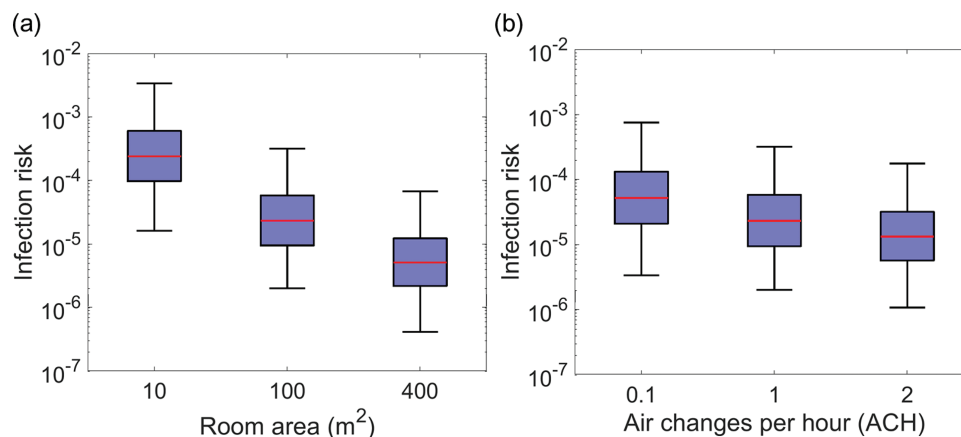 (a)
10⁻²
10⁻³
10⁻⁴
10⁻⁵
10⁻⁶
10⁻⁷
Infection risk
10 100 400
Room area (m²)
(b)
10⁻²
10⁻³
10⁻⁴
10⁻⁵
10⁻⁶
10⁻⁷
Infection risk
0.1 1 2
Air changes per hour (ACH)